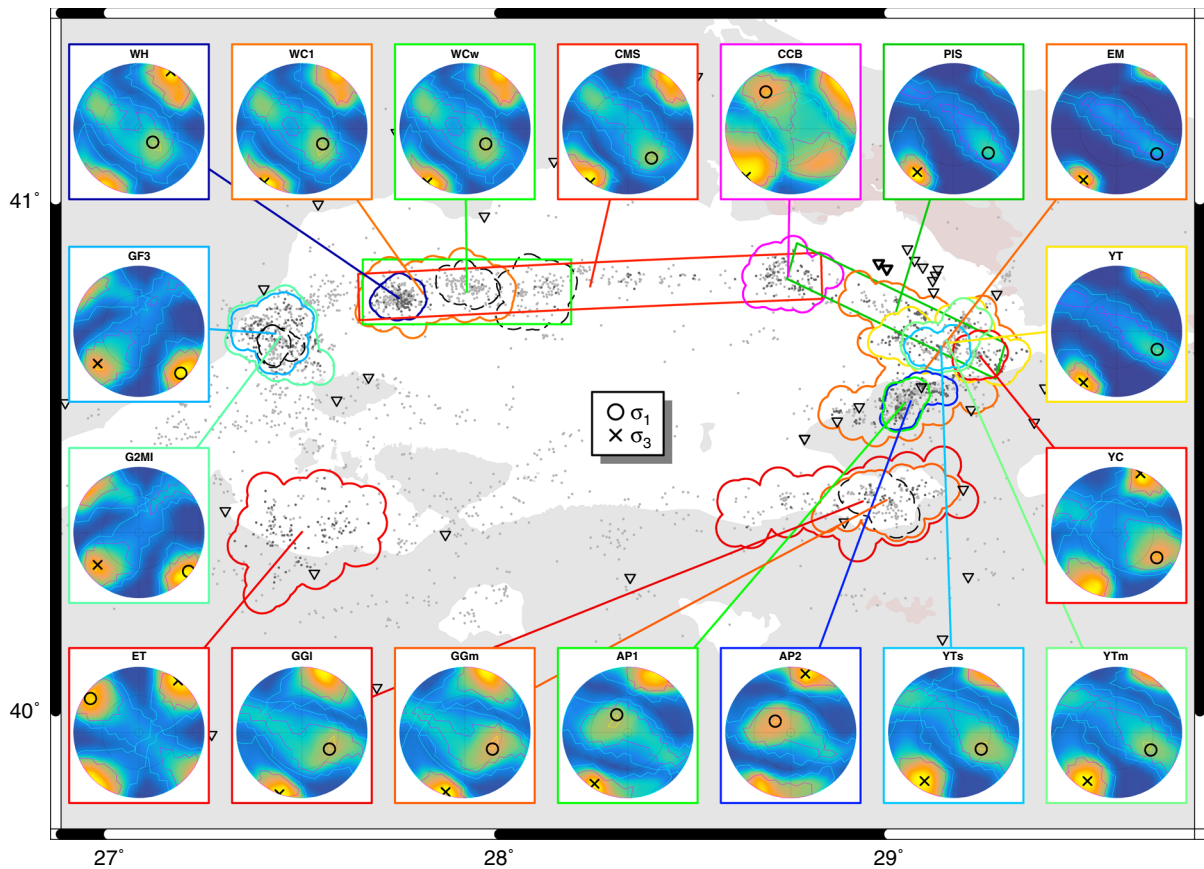 WH
WC1
WCw
CMS
CCB
PIS
EM
41°
GF3
YT
σ1
σ3
G2MI
YC
ET
GGl
GGm
AP1
AP2
YTs
YTm
40°
27°
28°
29°